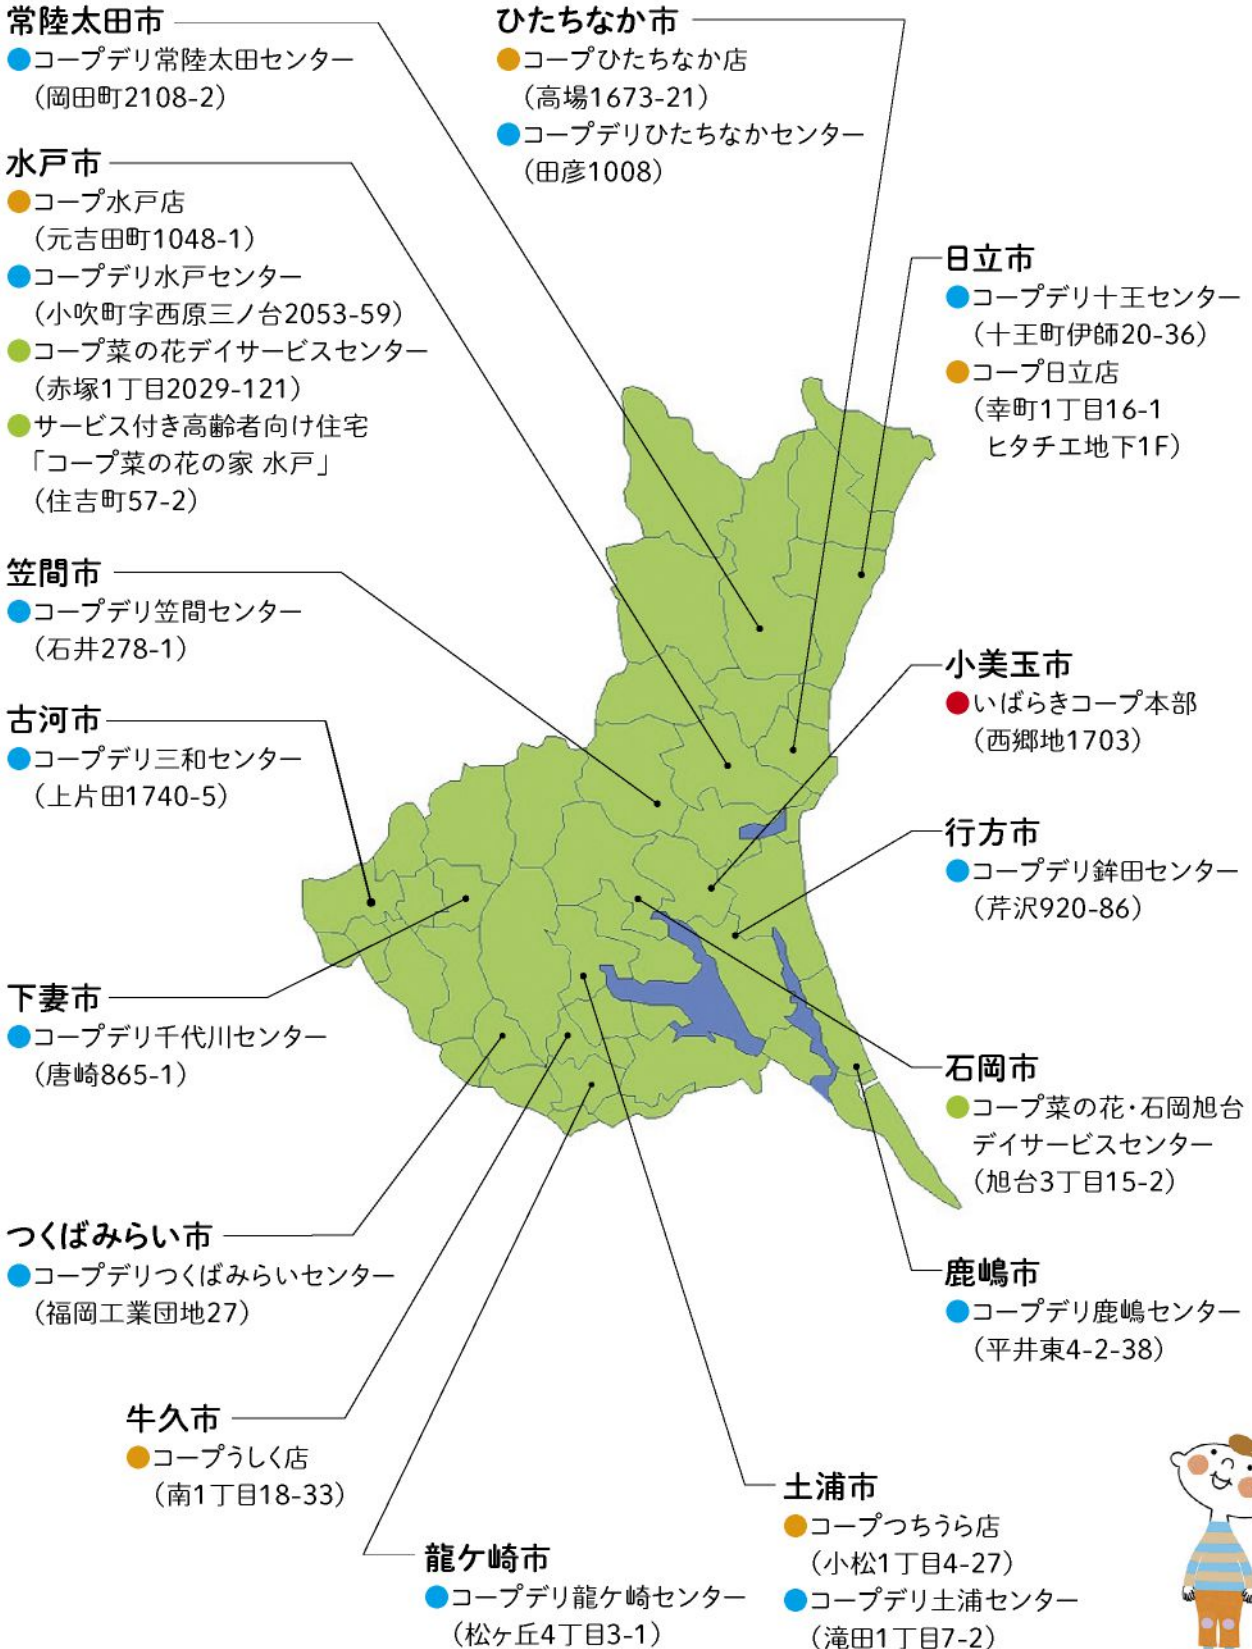 常陸太田市
●コープデリ常陸太田センター
（岡田町2108-2）
水戸市
●コープ水戸店
（元吉田町1048-1）
●コープデリ水戸センター
（小吹町字西原三ノ台2053-59）
●コープ菜の花デイサービスセンター
（赤塚1丁目2029-121）
●サービス付き高齢者向け住宅
「コープ菜の花の家 水戸」
（住吉町57-2）
笠間市
●コープデリ笠間センター
（石井278-1）
古河市
●コープデリ三和センター
（上片田1740-5）
下妻市
●コープデリ千代川センター
（唐崎865-1）
つくばみらい市
●コープデリつくばみらいセンター
（福岡工業団地27）
牛久市
●コープうしく店
（南1丁目18-33）
龍ケ崎市
●コープデリ龍ケ崎センター
（松ヶ丘4丁目3-1）
ひたちなか市
●コープひたちなか店
（高場1673-21）
●コープデリひたちなかセンター
（田彦1008）
日立市
●コープデリ十王センター
（十王町伊師20-36）
●コープ日立店
（幸町1丁目16-1
ヒタチエ地下1F）
小美玉市
●いばらきコープ本部
（西郷地1703）
行方市
●コープデリ鉾田センター
（芹沢920-86）
石岡市
●コープ菜の花・石岡旭台
デイサービスセンター
（旭台3丁目15-2）
鹿嶋市
●コープデリ鹿嶋センター
（平井東4-2-38）
土浦市
●コープつちうら店
（小松1丁目4-27）
●コープデリ土浦センター
（滝田1丁目7-2）